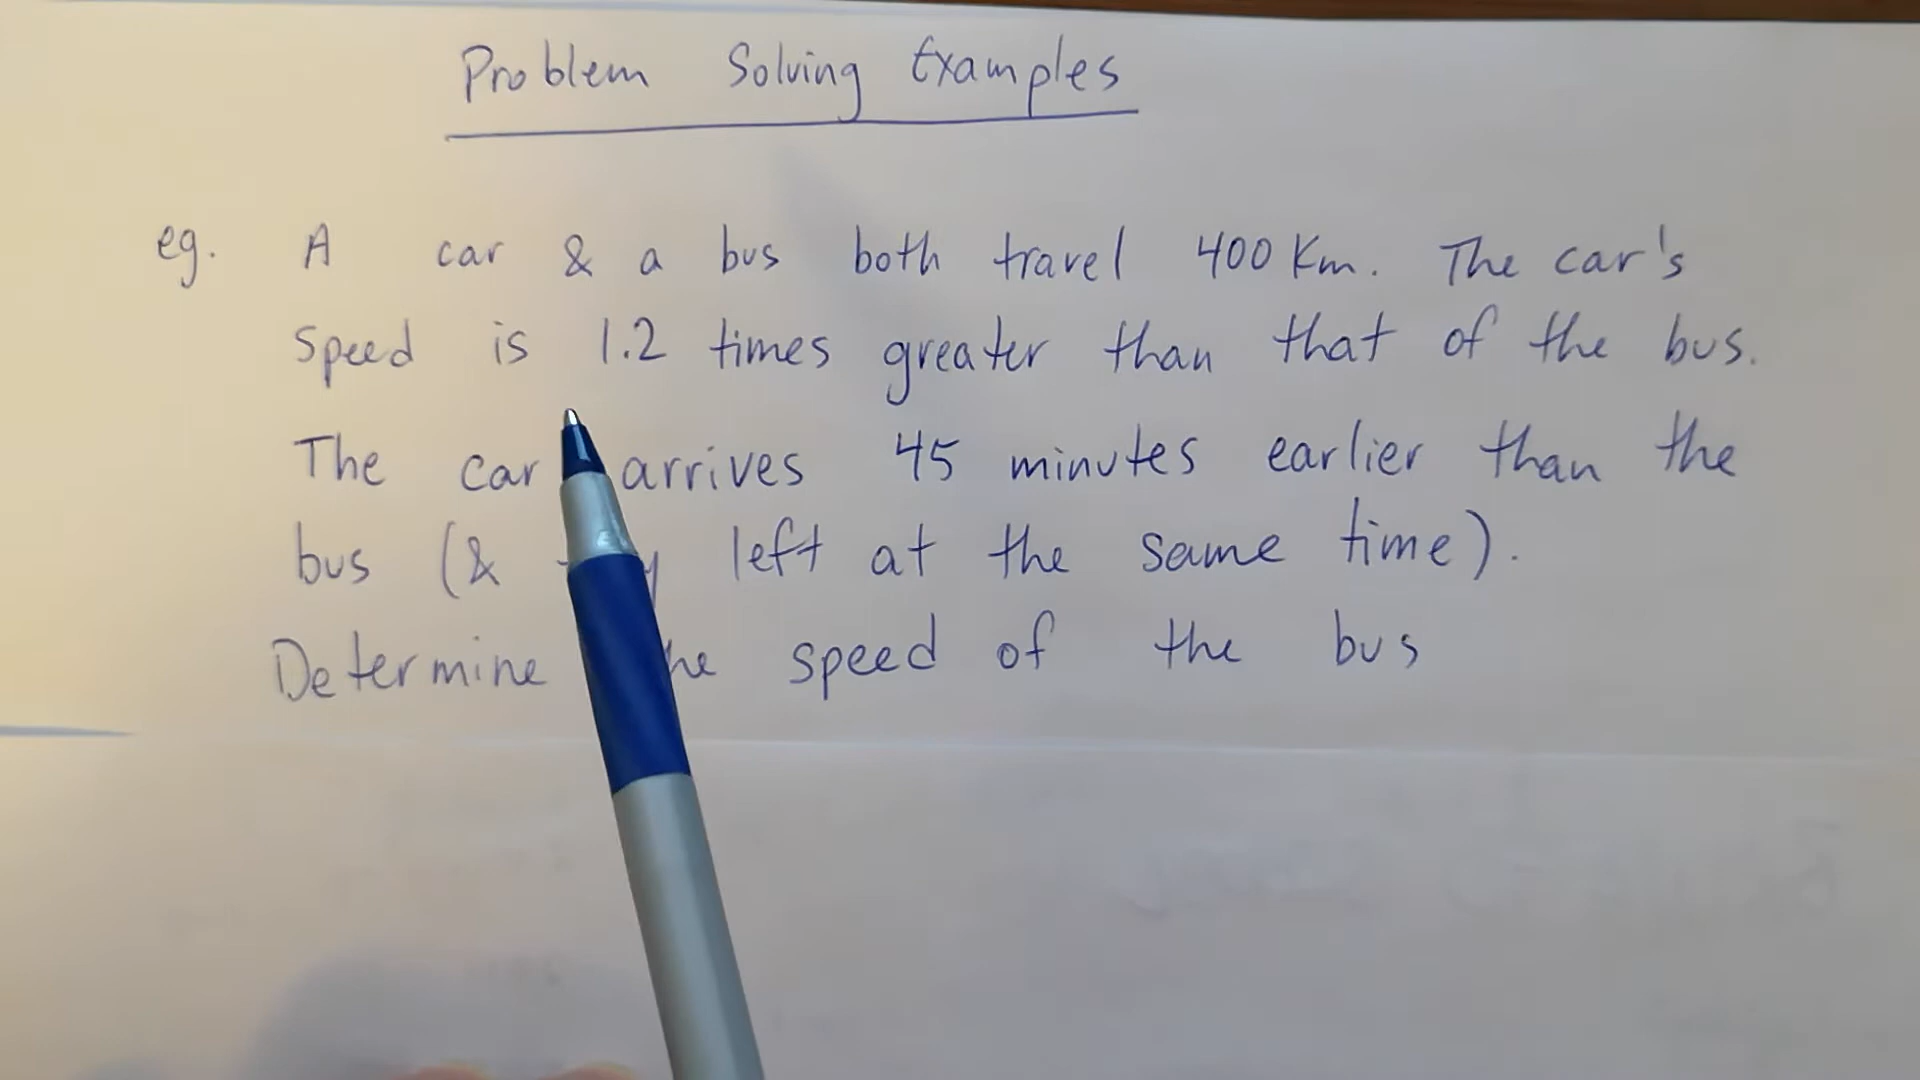 Problem Solving Examples
eg. A car & a bus both travel 400 Km. The car's
speed is 1.2 times greater than that of the bus.
The car arrives 45 minutes earlier than the
bus (& left at the same time).
Determine speed of the bus